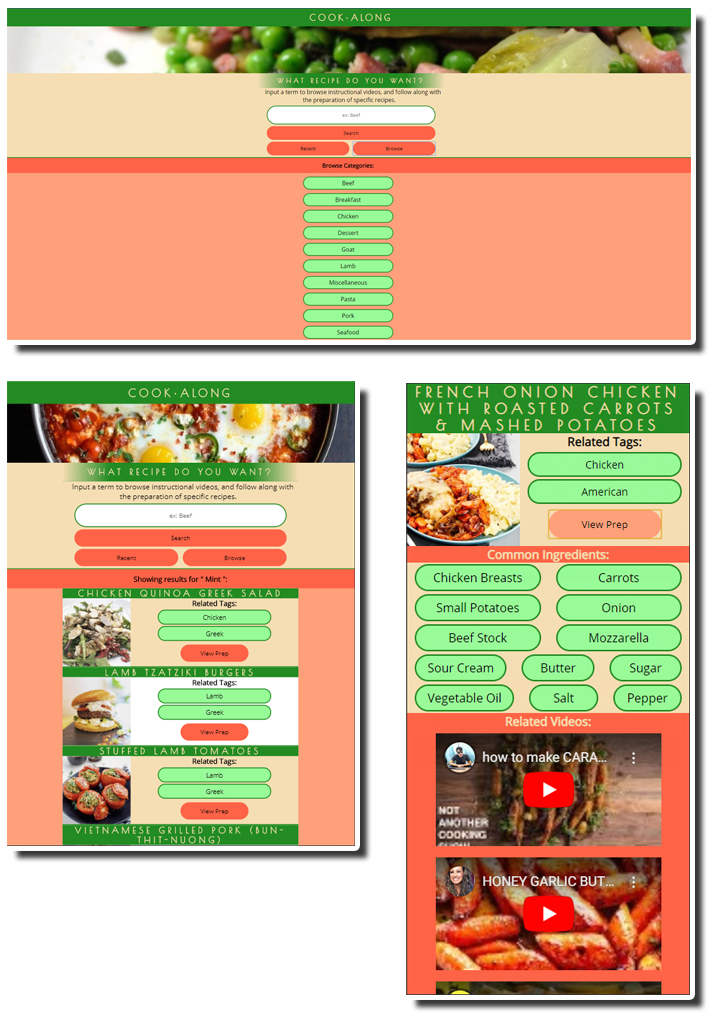 COOK·ALONG
WHAT RECIPE DO YOU WANT?
Input a term to browse instructional videos, and follow along with
the preparation of specific recipes.
ex: Beef
Search
Recent
Browse
Browse Categories:
Beef
Breakfast
Chicken
Dessert
Goat
Lamb
Miscellaneous
Pasta
Pork
Seafood
COOK·ALONG
WHAT RECIPE DO YOU WANT?
Input a term to browse instructional videos, and follow along with
the preparation of specific recipes.
ex: Beef
Search
Recent
Browse
Showing results for " Mint ":
CHICKEN QUINOA GREEK SALAD
Related Tags:
Chicken
Greek
View Prep
LAMB TZATZIKI BURGERS
Related Tags:
Lamb
Greek
View Prep
STUFFED LAMB TOMATOES
Related Tags:
Lamb
Greek
View Prep
VIETNAMESE GRILLED PORK (BUN-
THIT-NUONG)
FRENCH ONION CHICKEN
WITH ROASTED CARROTS
& MASHED POTATOES
Related Tags:
Chicken
American
View Prep
Common Ingredients:
Chicken Breasts
Carrots
Small Potatoes
Onion
Beef Stock
Mozzarella
Sour Cream
Butter
Sugar
Vegetable Oil
Salt
Pepper
Related Videos:
how to make CARA...
NOT
ANOTHER
COOKING
SHOW
HONEY GARLIC BUT...